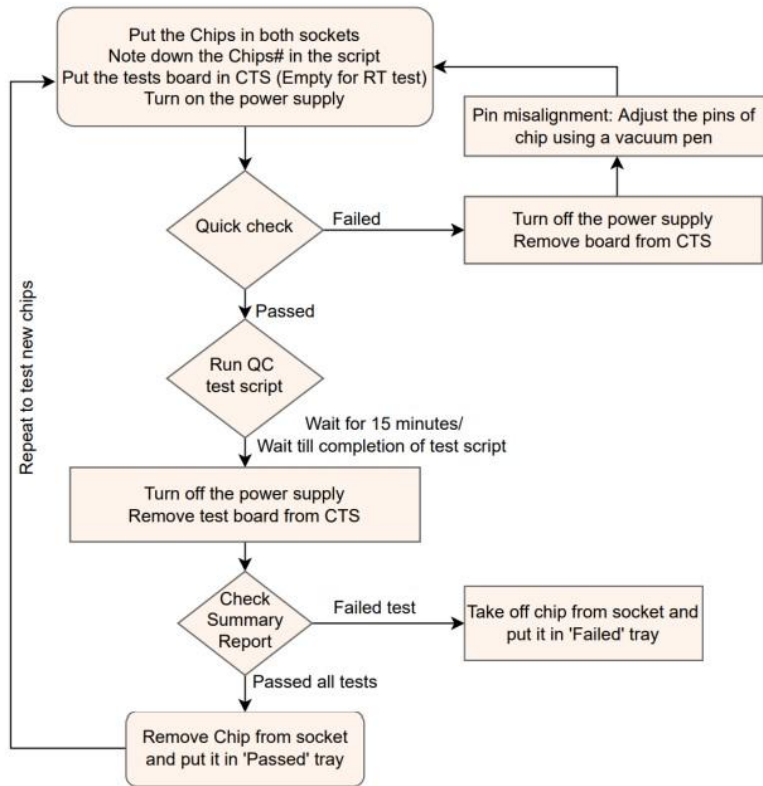 Put the Chips in both sockets
Note down the Chips# in the script
Put the tests board in CTS (Empty for RT test)
Turn on the power supply
Pin misalignment: Adjust the pins of
chip using a vacuum pen
Quick check
Failed
Turn off the power supply
Remove board from CTS
Passed
Run QC
test script
Wait for 15 minutes/
Wait till completion of test script
Turn off the power supply
Remove test board from CTS
Check
Summary
Report
Failed test
Take off chip from socket and
put it in 'Failed' tray
Passed all tests
Remove Chip from socket
and put it in 'Passed' tray
Repeat to test new chips